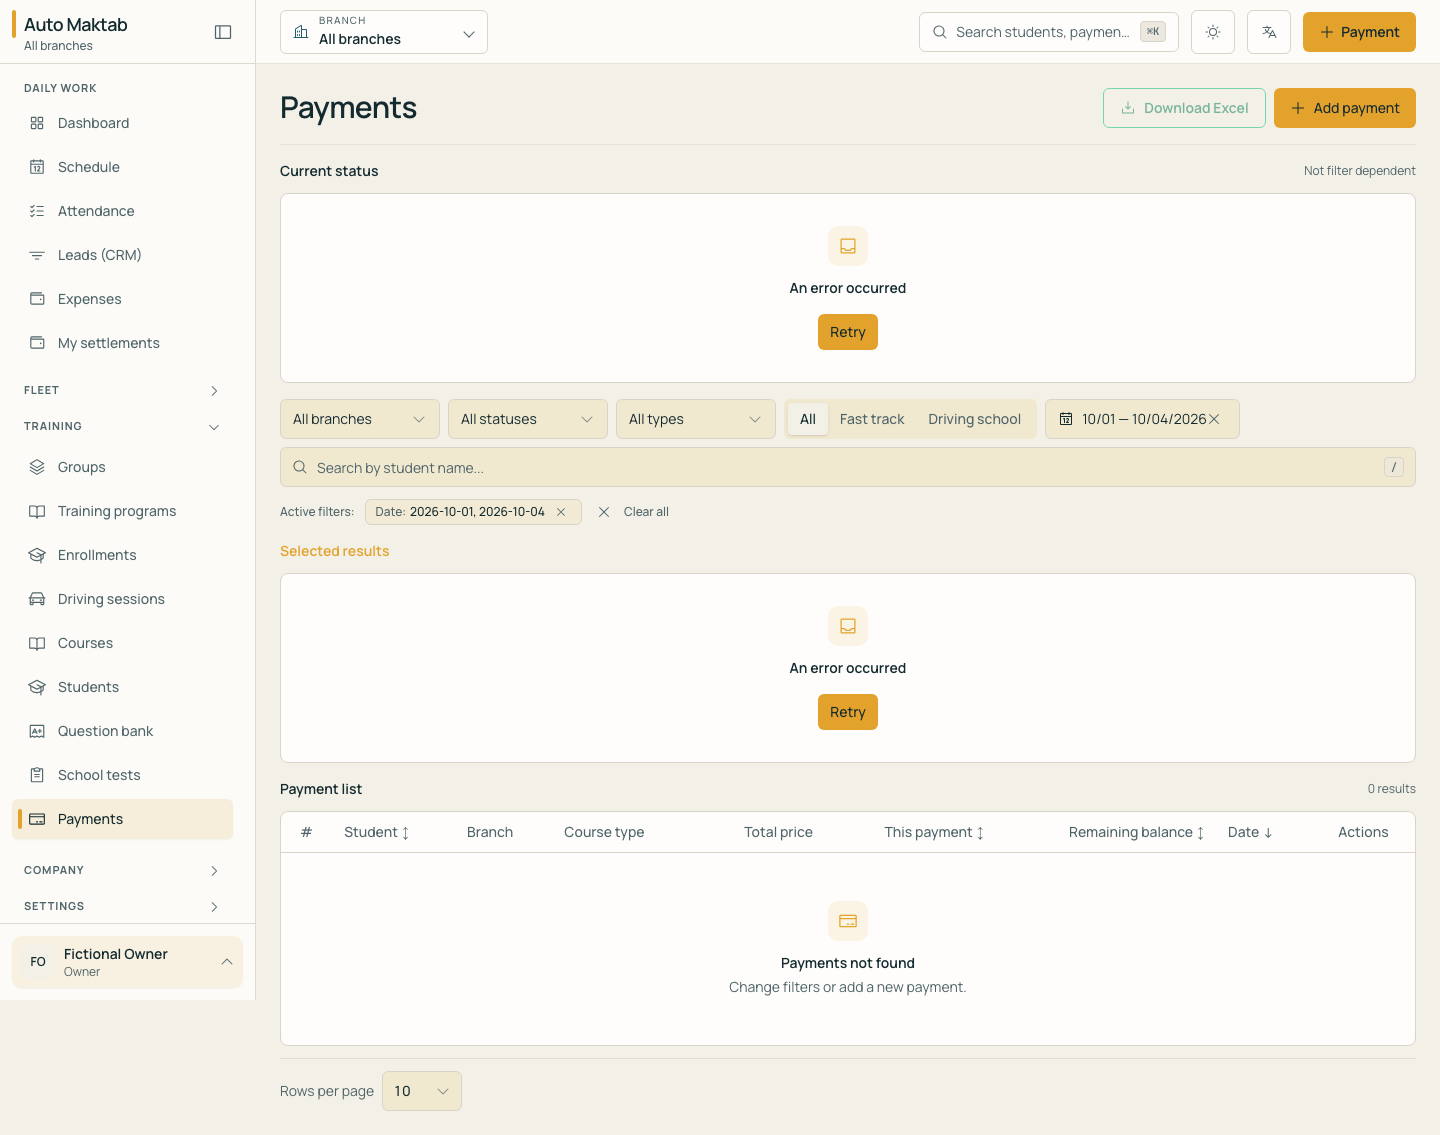 Auto Maktab
All branches
BRANCH
All branches
Search students, paymen...
⌘K
Payment
DAILY WORK
Dashboard
Schedule
Attendance
Leads (CRM)
Expenses
My settlements
FLEET
TRAINING
Groups
Training programs
Enrollments
Driving sessions
Courses
Students
Question bank
School tests
Payments
COMPANY
SETTINGS
FO
Fictional Owner
Owner
Payments
Download Excel
Add payment
Current status
Not filter dependent
An error occurred
Retry
All branches
All statuses
All types
All
Fast track
Driving school
12
10/01 — 10/04/2026
Search by student name...
/
Active filters:
Date: 2026-10-01, 2026-10-04
Clear all
Selected results
An error occurred
Retry
Payment list
0 results
# Student Branch Course type Total price This payment Remaining balance Date Actions
Payments not found
Change filters or add a new payment.
Rows per page
10